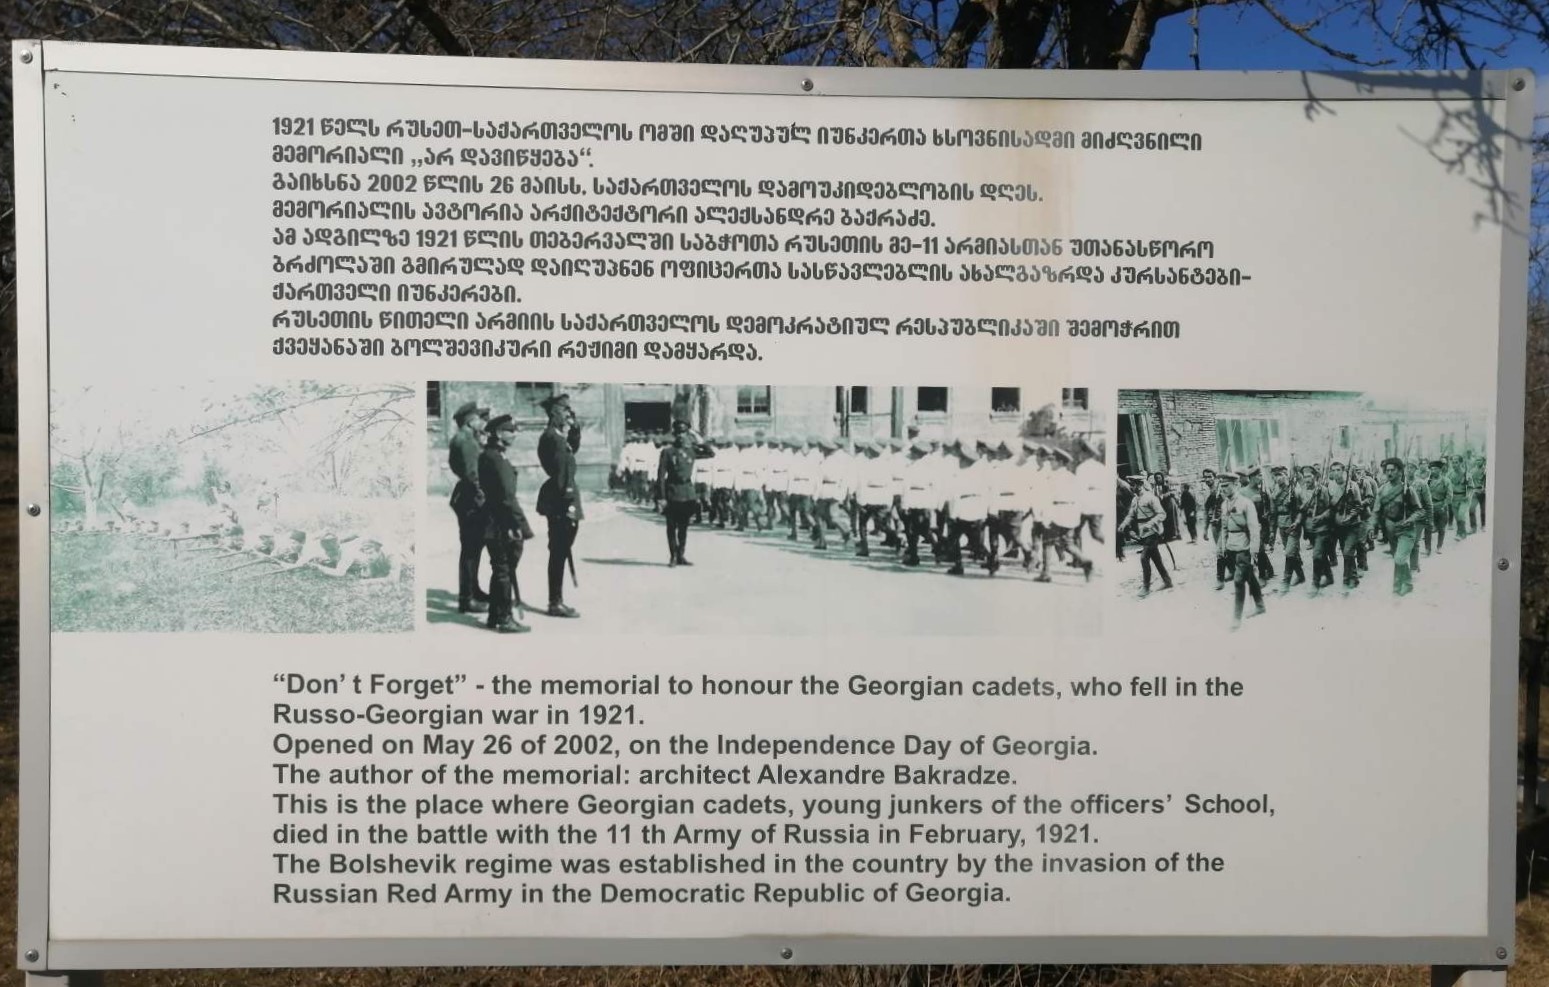 1921 წელს რუსეთ-საქართველოს ომში დაღუპულ იუნკერთა ხსოვნისადმი მიძღვნილი
მემორიალი „არ დავიწყება“.
გაიხსნა 2002 წლის 26 მაისს. საქართველოს დამოუკიდებლობის დღეს.
მემორიალის ავტორია არქიტექტორი ალექსანდრე ბაქრაძე.
ამ ადგილზე 1921 წლის თებერვალში საბჭოთა რუსეთის მე-11 არმიასთან უთანასწორო
ბრძოლაში გმირულად დაიღუპნენ ოფიცერთა სასწავლებლის ახალგაზრდა კურსანტები-
ქართველი იუნკერები.
რუსეთის წითელი არმიის საქართველოს დემოკრატიულ რესპუბლიკაში შემოჭრით
ქვეყანაში ბოლშევიკური რეჟიმი დამყარდა.
“Don’ t Forget” - the memorial to honour the Georgian cadets, who fell in the
Russo-Georgian war in 1921.
Opened on May 26 of 2002, on the Independence Day of Georgia.
The author of the memorial: architect Alexandre Bakradze.
This is the place where Georgian cadets, young junkers of the officers’ School,
died in the battle with the 11 th Army of Russia in February, 1921.
The Bolshevik regime was established in the country by the invasion of the
Russian Red Army in the Democratic Republic of Georgia.